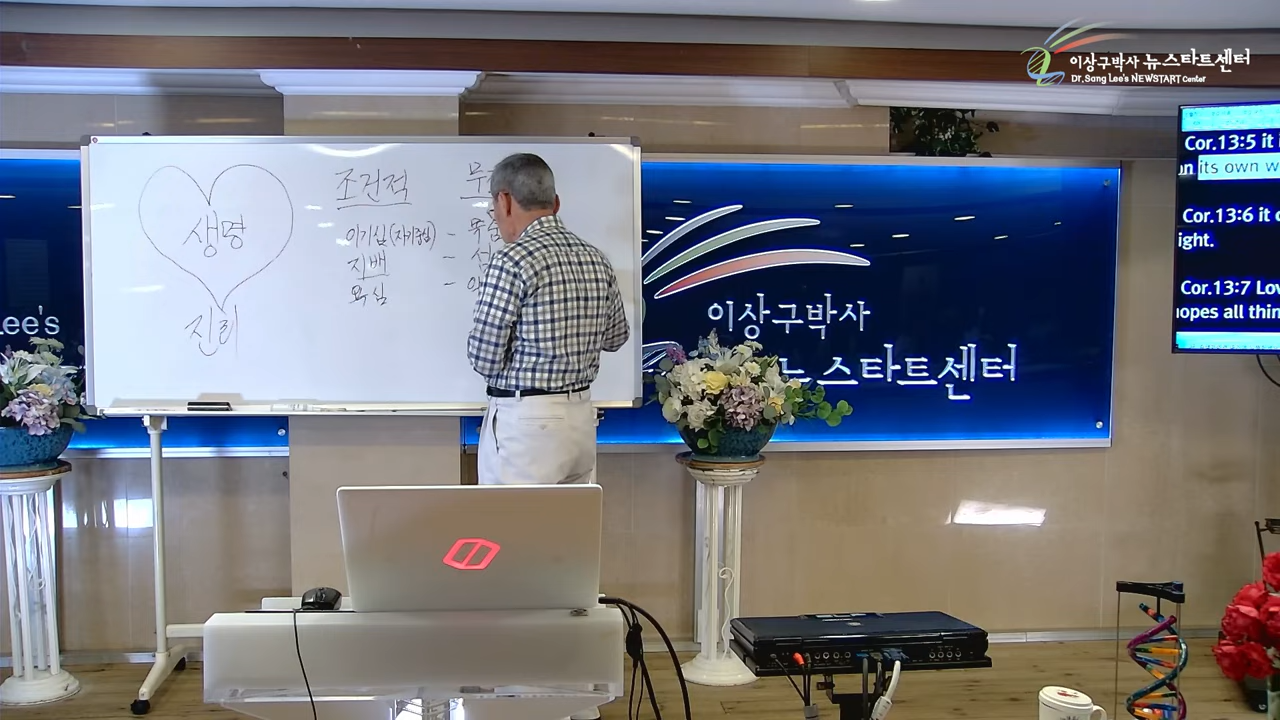 이상구박사 뉴스타트센터
Dr. Sang Lee's NEWSTART Center
생명
진리
조건적 무
이기심(자기중심) -
지배 -
욕심 -
Lee's
이상구박사
뉴스타트센터
Cor.13:5 it i
its own w
Cor.13:6 it d
ight.
Cor.13:7 Lov
hopes all thin